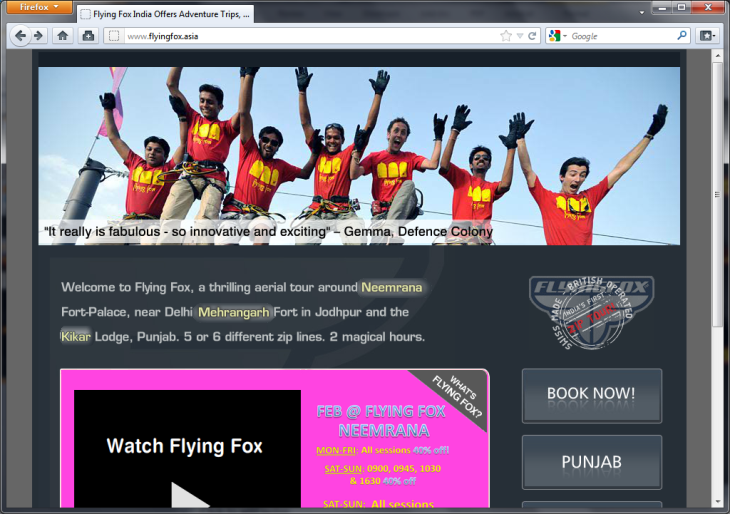 Firefox
Flying Fox India Offers Adventure Trips, ...
www.flyingfox.asia
Google
"It really is fabulous - so innovative and exciting" – Gemma, Defence Colony
Welcome to Flying Fox, a thrilling aerial tour around Neemrana
Fort-Palace, near Delhi Mehrangarh Fort in Jodhpur and the
Kikar Lodge, Punjab. 5 or 6 different zip lines. 2 magical hours.
FLYING FOX
BRITISH OPERATED
INDIA'S FIRST
ZIP TOURS
SWISS MADE
WHAT'S
FLYING FOX?
Watch Flying Fox
FEB @ FLYING FOX
NEEMRANA
MON-FRI: All sessions 40% off!
SAT-SUN: 0900, 0945, 1030
& 1630 40% off
SAT-SUN: All sessions
BOOK NOW!
PUNJAB